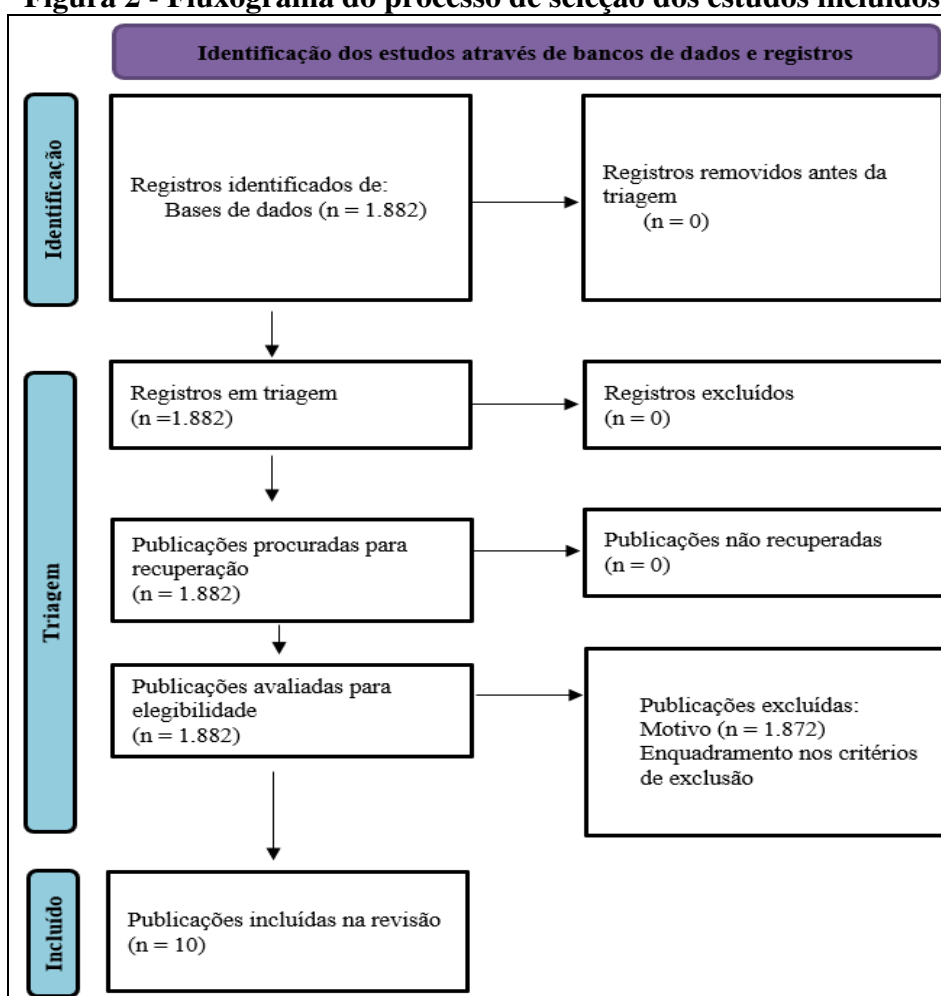 Figura 2 - Fluxograma do processo de seleção dos estudos incluídos
Identificação dos estudos através de bancos de dados e registros
Identificação
Registros identificados de:
Bases de dados (n = 1.882)
Registros removidos antes da
triagem
(n = 0)
Triagem
Registros em triagem
(n =1.882)
Registros excluídos
(n = 0)
Publicações procuradas para
recuperação
(n = 1.882)
Publicações não recuperadas
(n = 0)
Publicações avaliadas para
elegibilidade
(n = 1.882)
Publicações excluídas:
Motivo (n = 1.872)
Enquadramento nos critérios
de exclusão
Incluído
Publicações incluídas na revisão
(n = 10)